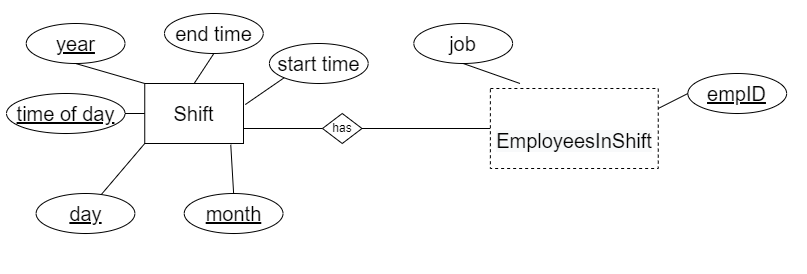 year
end time
start time
job
time of day
Shift
has
EmployeesInShift
empID
day
month